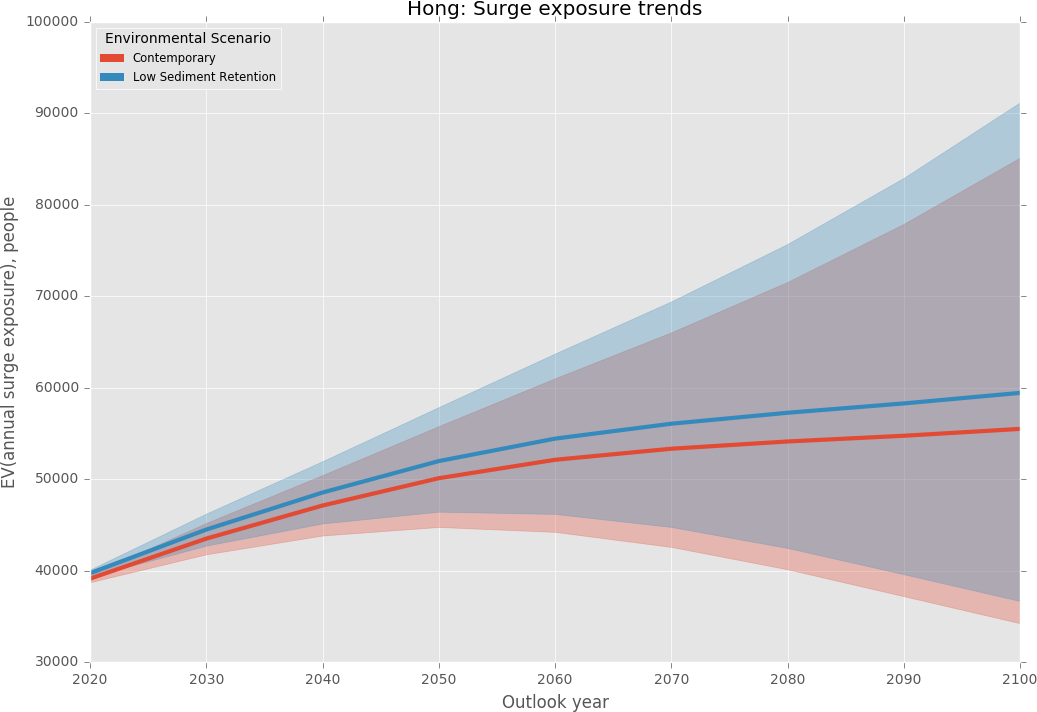 Hong: Surge exposure trends
Environmental Scenario
Contemporary
Low Sediment Retention
EV(annual surge exposure), people
100000
90000
80000
70000
60000
50000
40000
30000
2020 2030 2040 2050 2060 2070 2080 2090 2100
Outlook year